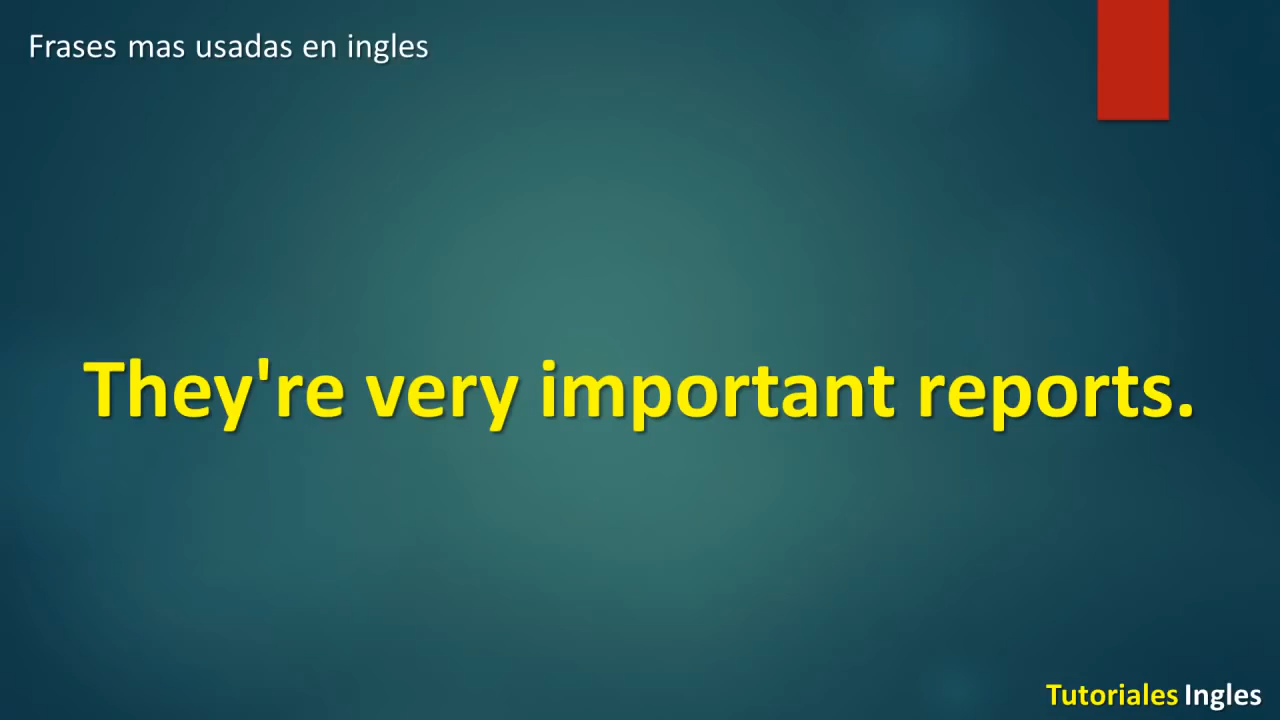 Frases mas usadas en ingles
They're very important reports.
Tutoriales Ingles